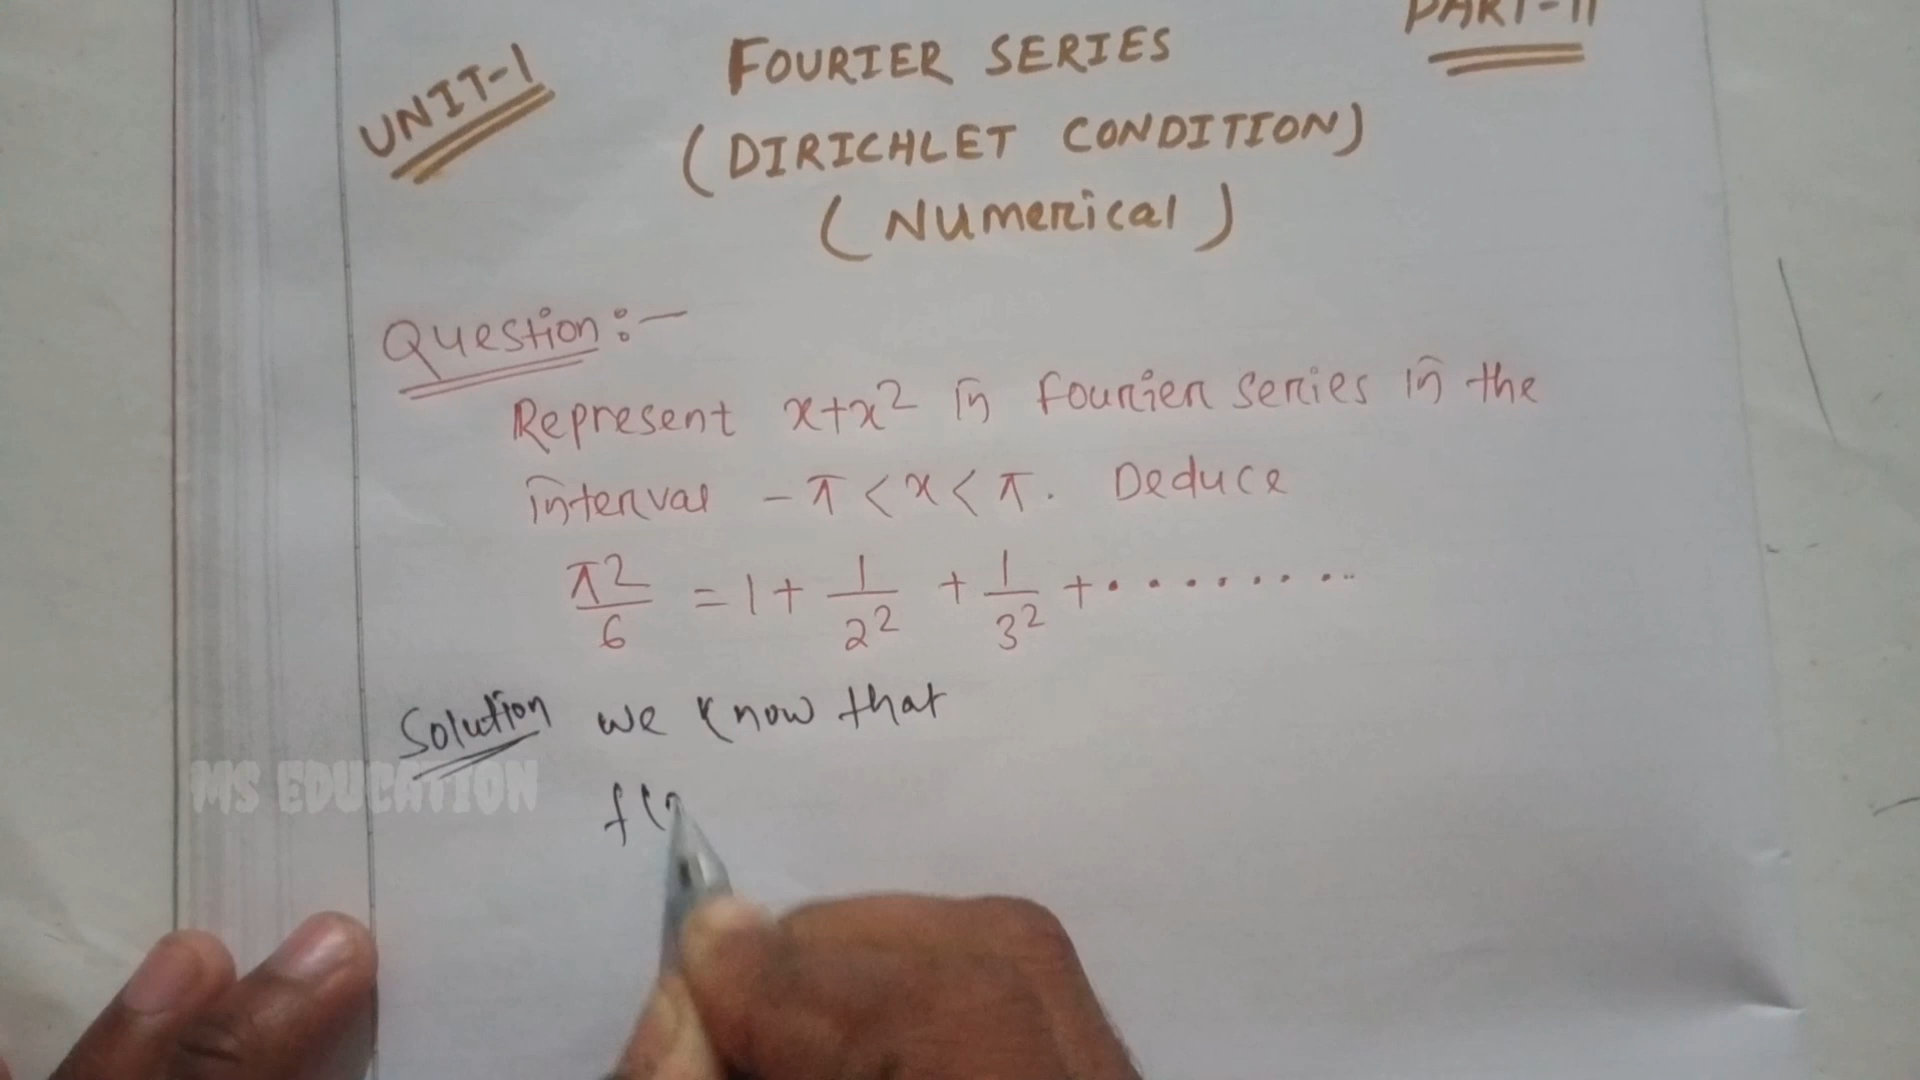 UNIT-1
PART-II
FOURIER SERIES
(DIRICHLET CONDITION)
(Numerical)
Question:-
Represent x+x² in fourier series in the
interval -π<x<π. Deduce
π²/6 = 1 + 1/2² + 1/3² + .........
Solution we know that
f(
MS EDUCATION